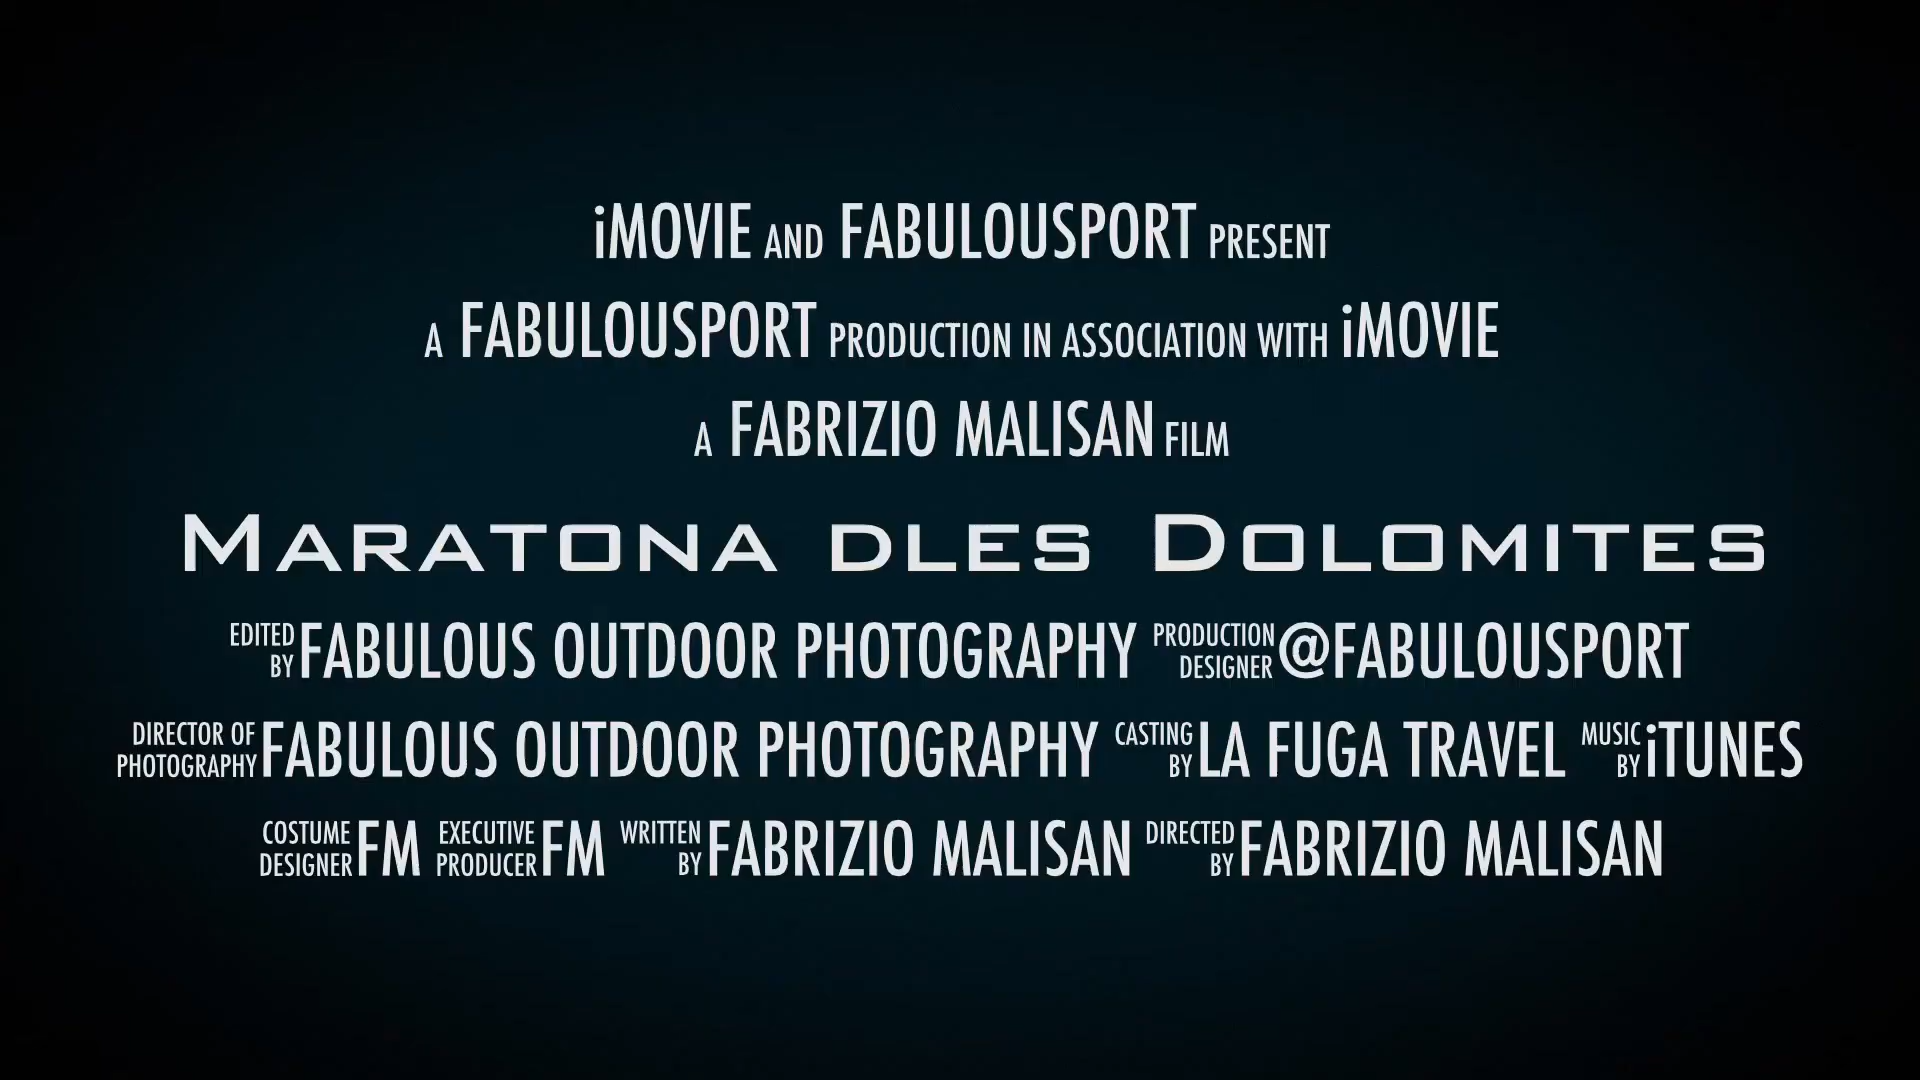 iMOVIE AND FABULOUSPORT PRESENT
A FABULOUSPORT PRODUCTION IN ASSOCIATION WITH iMOVIE
A FABRIZIO MALISAN FILM
MARATONA DLES DOLOMITES
EDITED BY FABULOUS OUTDOOR PHOTOGRAPHY PRODUCTION DESIGNER @FABULOUSPORT
DIRECTOR OF PHOTOGRAPHY FABULOUS OUTDOOR PHOTOGRAPHY CASTING BY LA FUGA TRAVEL MUSIC BY iTUNES
COSTUME DESIGNER FM EXECUTIVE PRODUCER FM WRITTEN BY FABRIZIO MALISAN DIRECTED BY FABRIZIO MALISAN